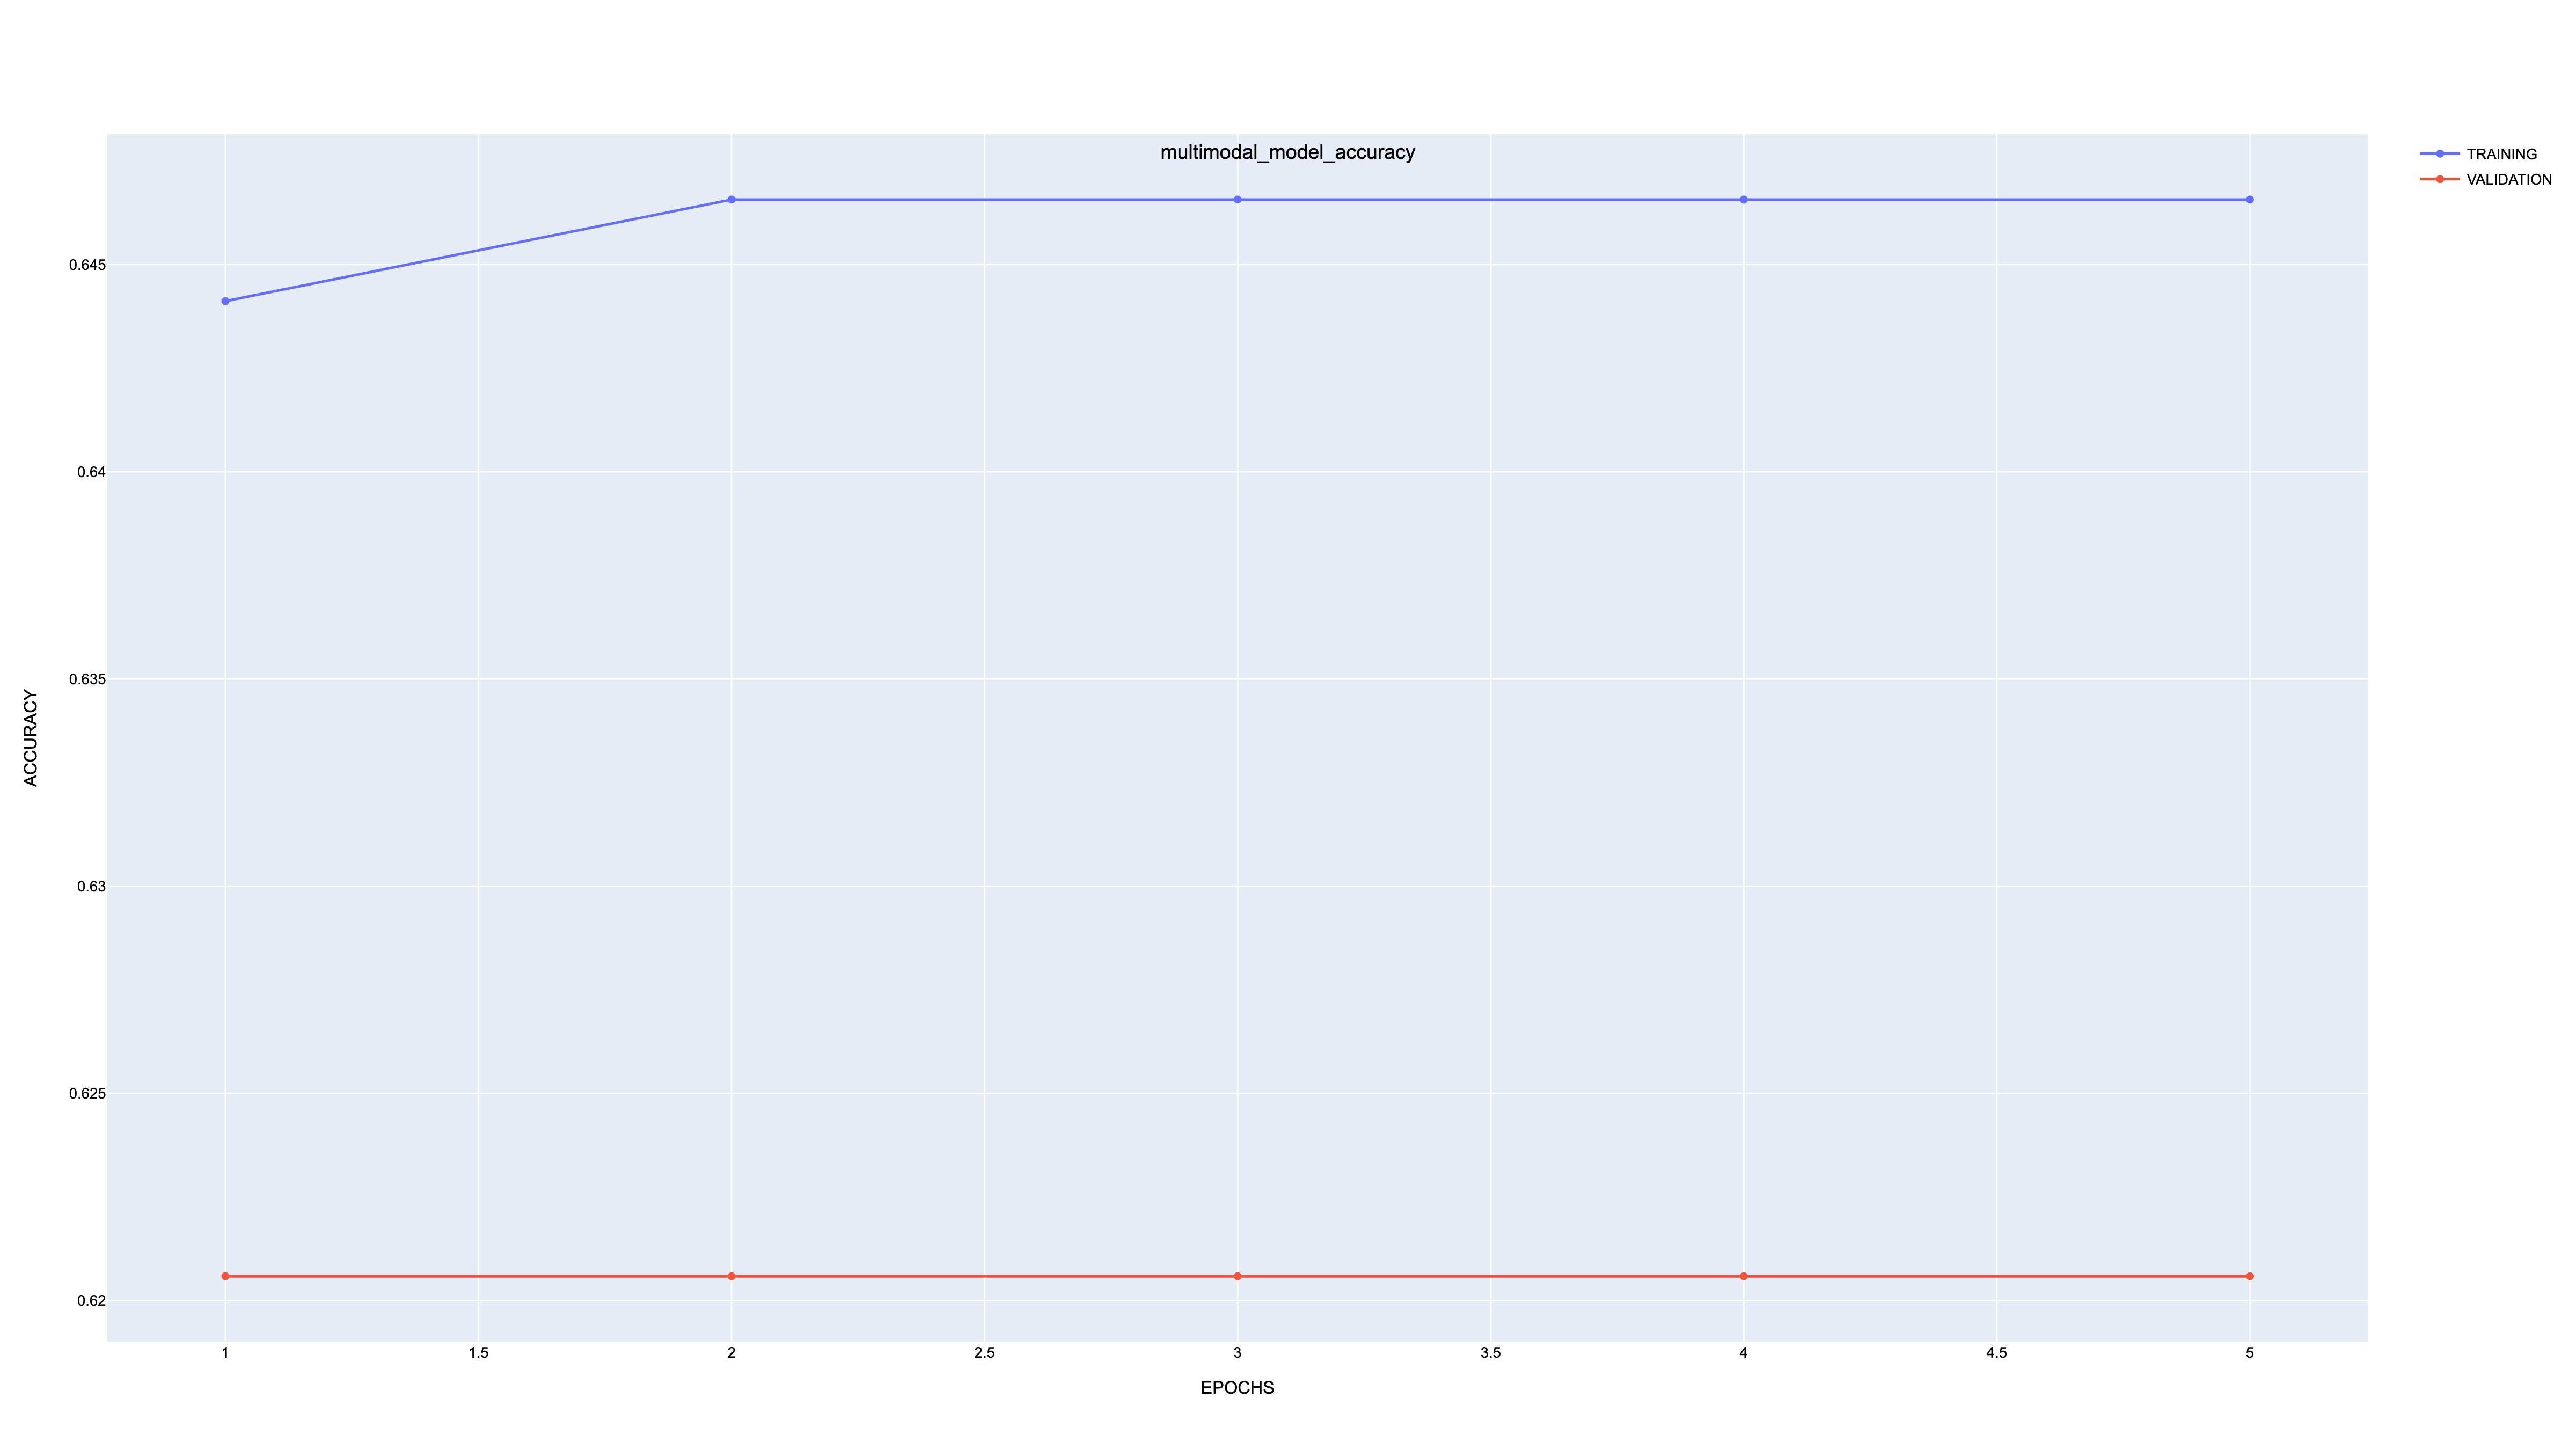 multimodal_model_accuracy
TRAINING
VALIDATION
0.645
0.64
0.635
0.63
0.625
0.62
ACCURACY
1 1.5 2 2.5 3 3.5 4 4.5 5
EPOCHS